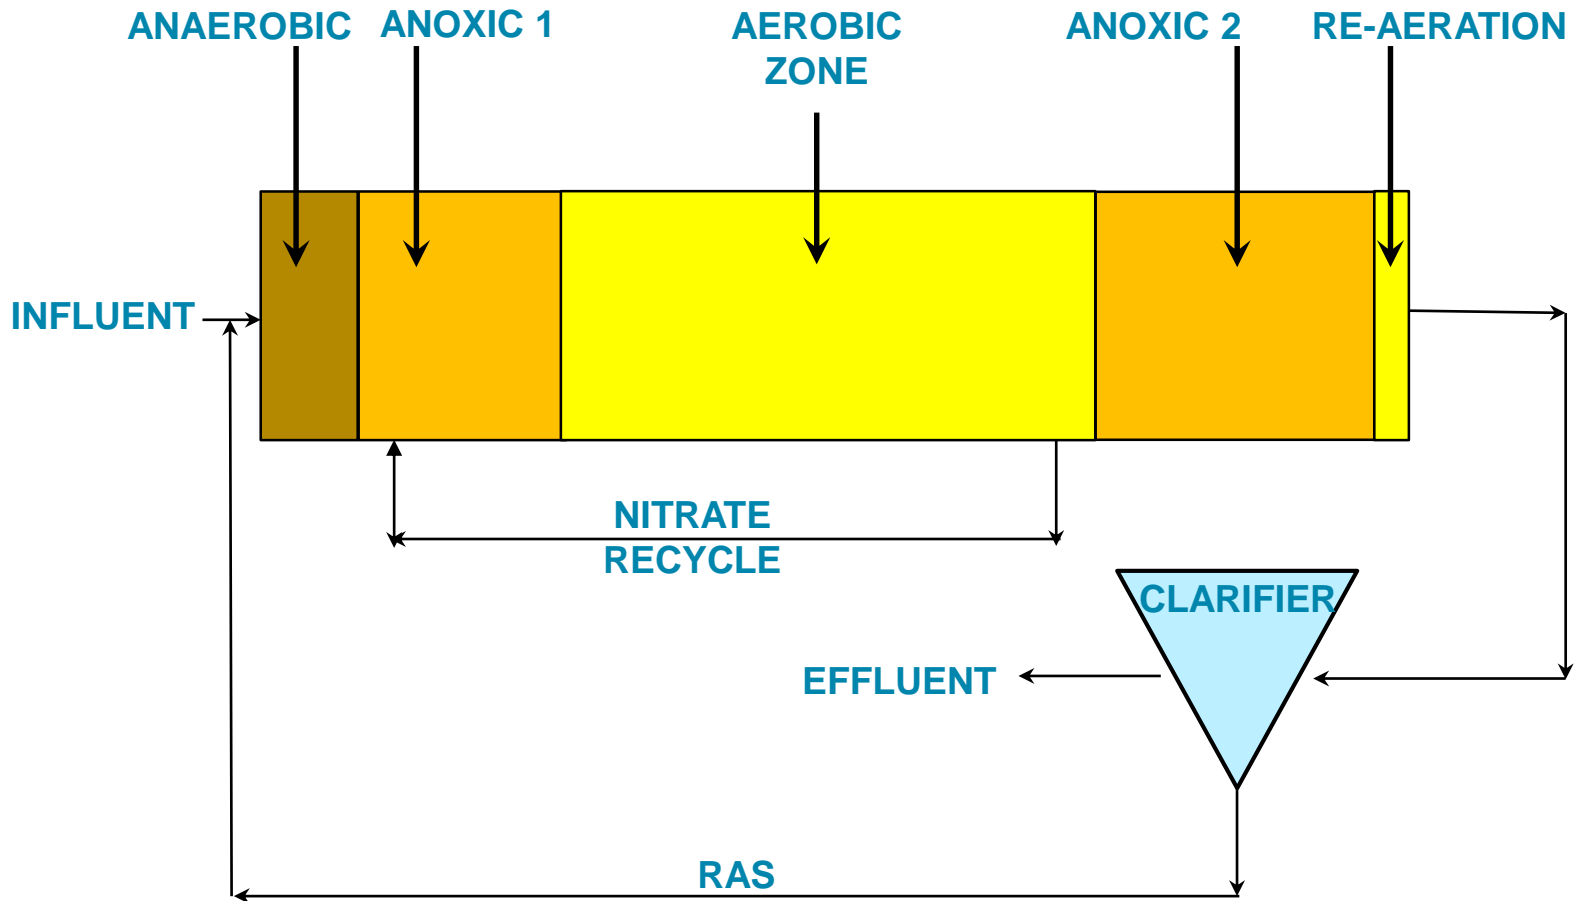 ANAEROBIC
ANOXIC 1
AEROBIC
ZONE
ANOXIC 2
RE-AERATION
INFLUENT
NITRATE
RECYCLE
CLARIFIER
EFFLUENT
RAS